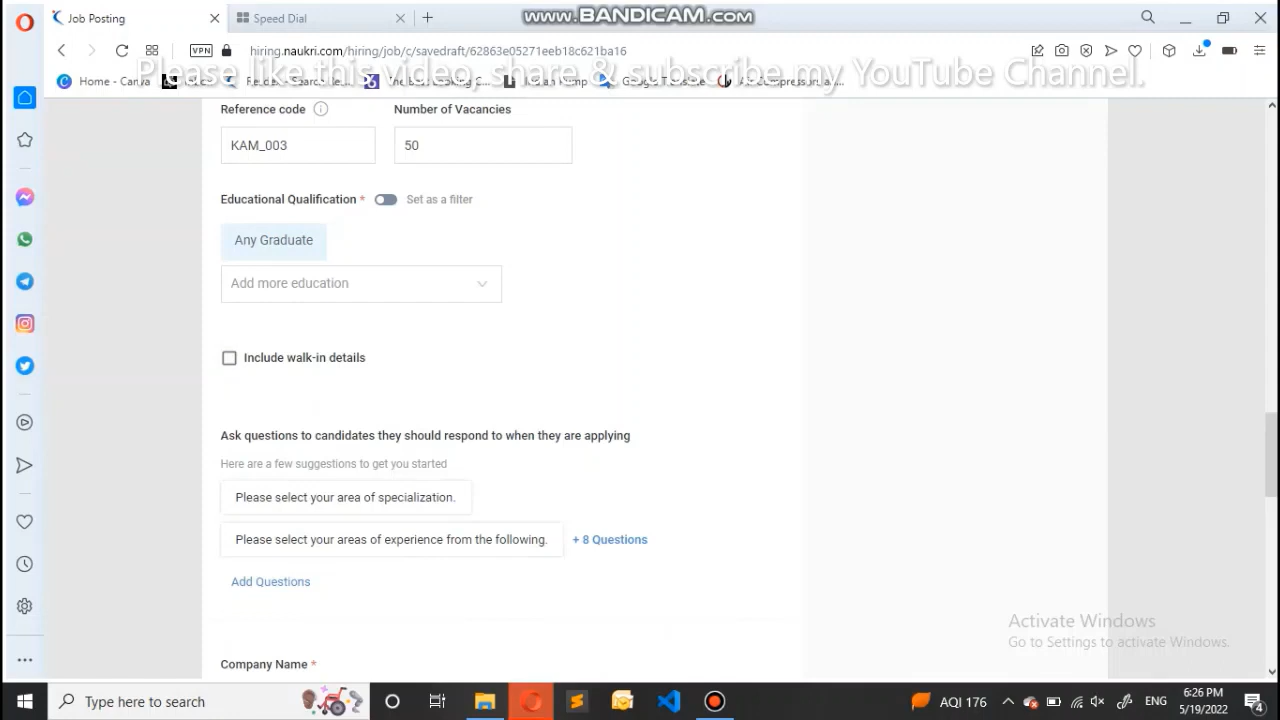 www.BANDICAM.com
Job Posting
Speed Dial
VPN
hiring.naukri.com/hiring/job/c/savedraft/62863e05271eeb18c621ba16
Please like this video, share & subscribe my YouTube Channel.
Home - Canva
Google Translate
Reference code
Number of Vacancies
KAM_003
50
Educational Qualification *
Set as a filter
Any Graduate
Add more education
Include walk-in details
Ask questions to candidates they should respond to when they are applying
Here are a few suggestions to get you started
Please select your area of specialization.
Please select your areas of experience from the following.
+ 8 Questions
Add Questions
Activate Windows
Go to Settings to activate Windows.
Company Name *
Type here to search
AQI 176
ENG
6:26 PM
5/19/2022
4